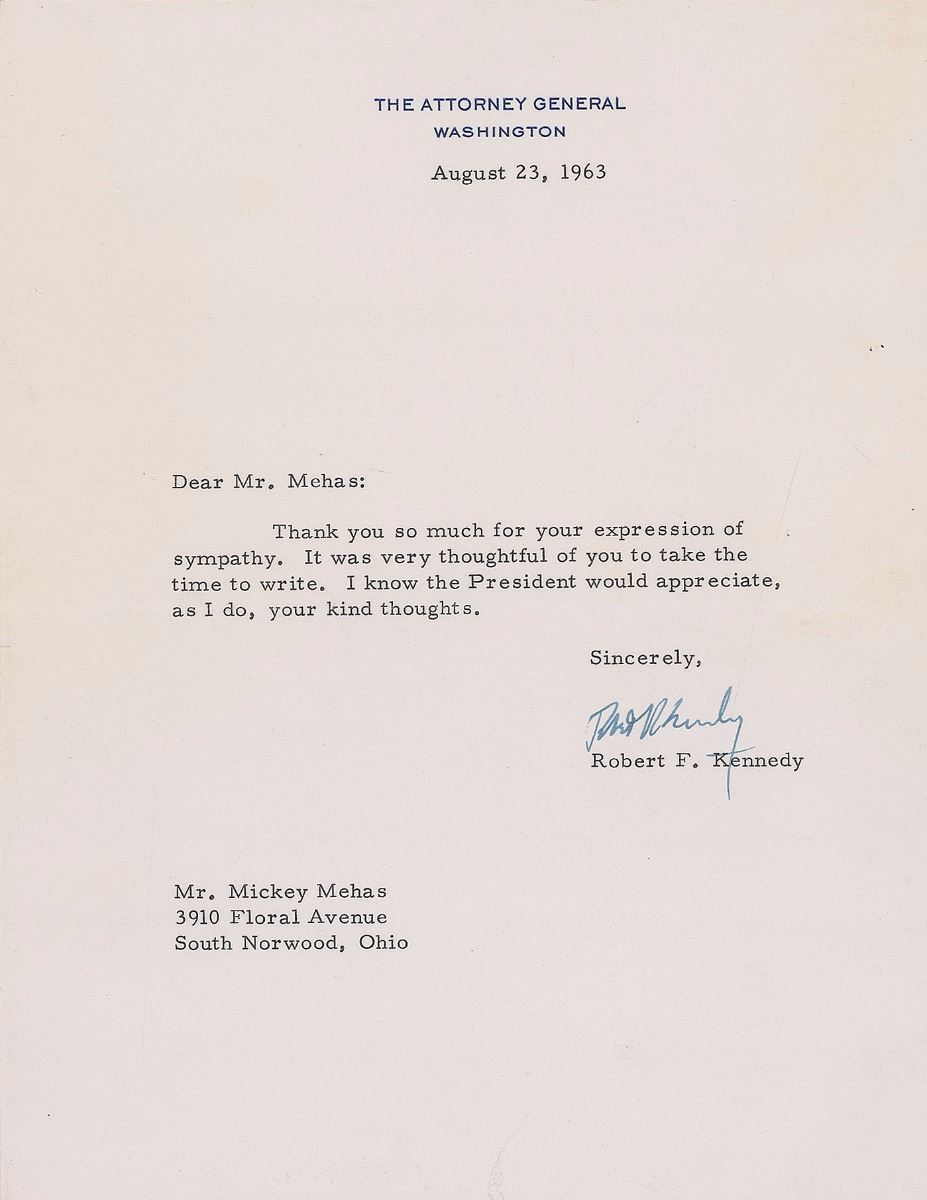 THE ATTORNEY GENERAL
WASHINGTON
August 23, 1963
Dear Mr. Mehas:
Thank you so much for your expression of
sympathy. It was very thoughtful of you to take the
time to write. I know the President would appreciate,
as I do, your kind thoughts.
Sincerely,
Robert F. Kennedy
Mr. Mickey Mehas
3910 Floral Avenue
South Norwood, Ohio